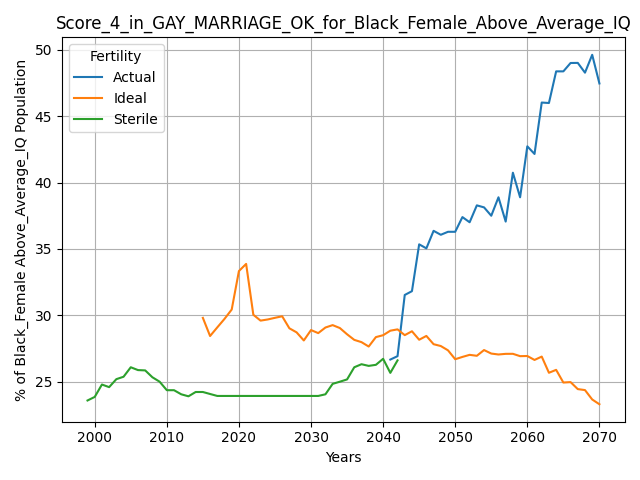 Score_4_in_GAY_MARRIAGE_OK_for_Black_Female_Above_Average_IQ
Fertility
Actual
Ideal
Sterile
% of Black_Female Above_Average_IQ Population
50
45
40
35
30
25
2000 2010 2020 2030 2040 2050 2060 2070
Years